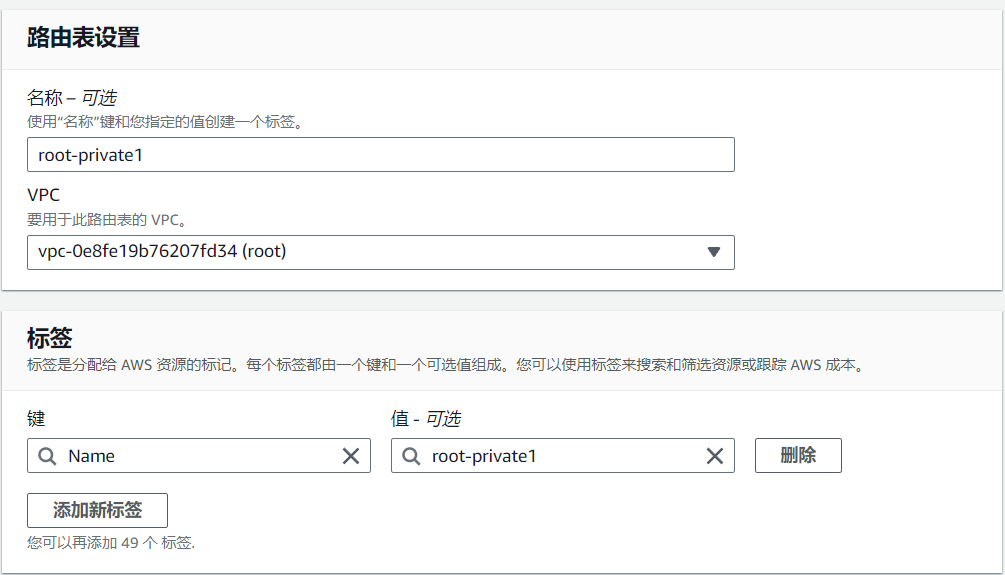 路由表设置
名称 – 可选
使用“名称”键和您指定的值创建一个标签。
root-private1
VPC
要用于此路由表的 VPC。
vpc-0e8fe19b76207fd34 (root)
标签
标签是分配给 AWS 资源的标记。每个标签都由一个键和一个可选值组成。您可以使用标签来搜索和筛选资源或跟踪 AWS 成本。
键 值 - 可选
Name root-private1 删除
添加新标签
您可以再添加 49 个 标签.